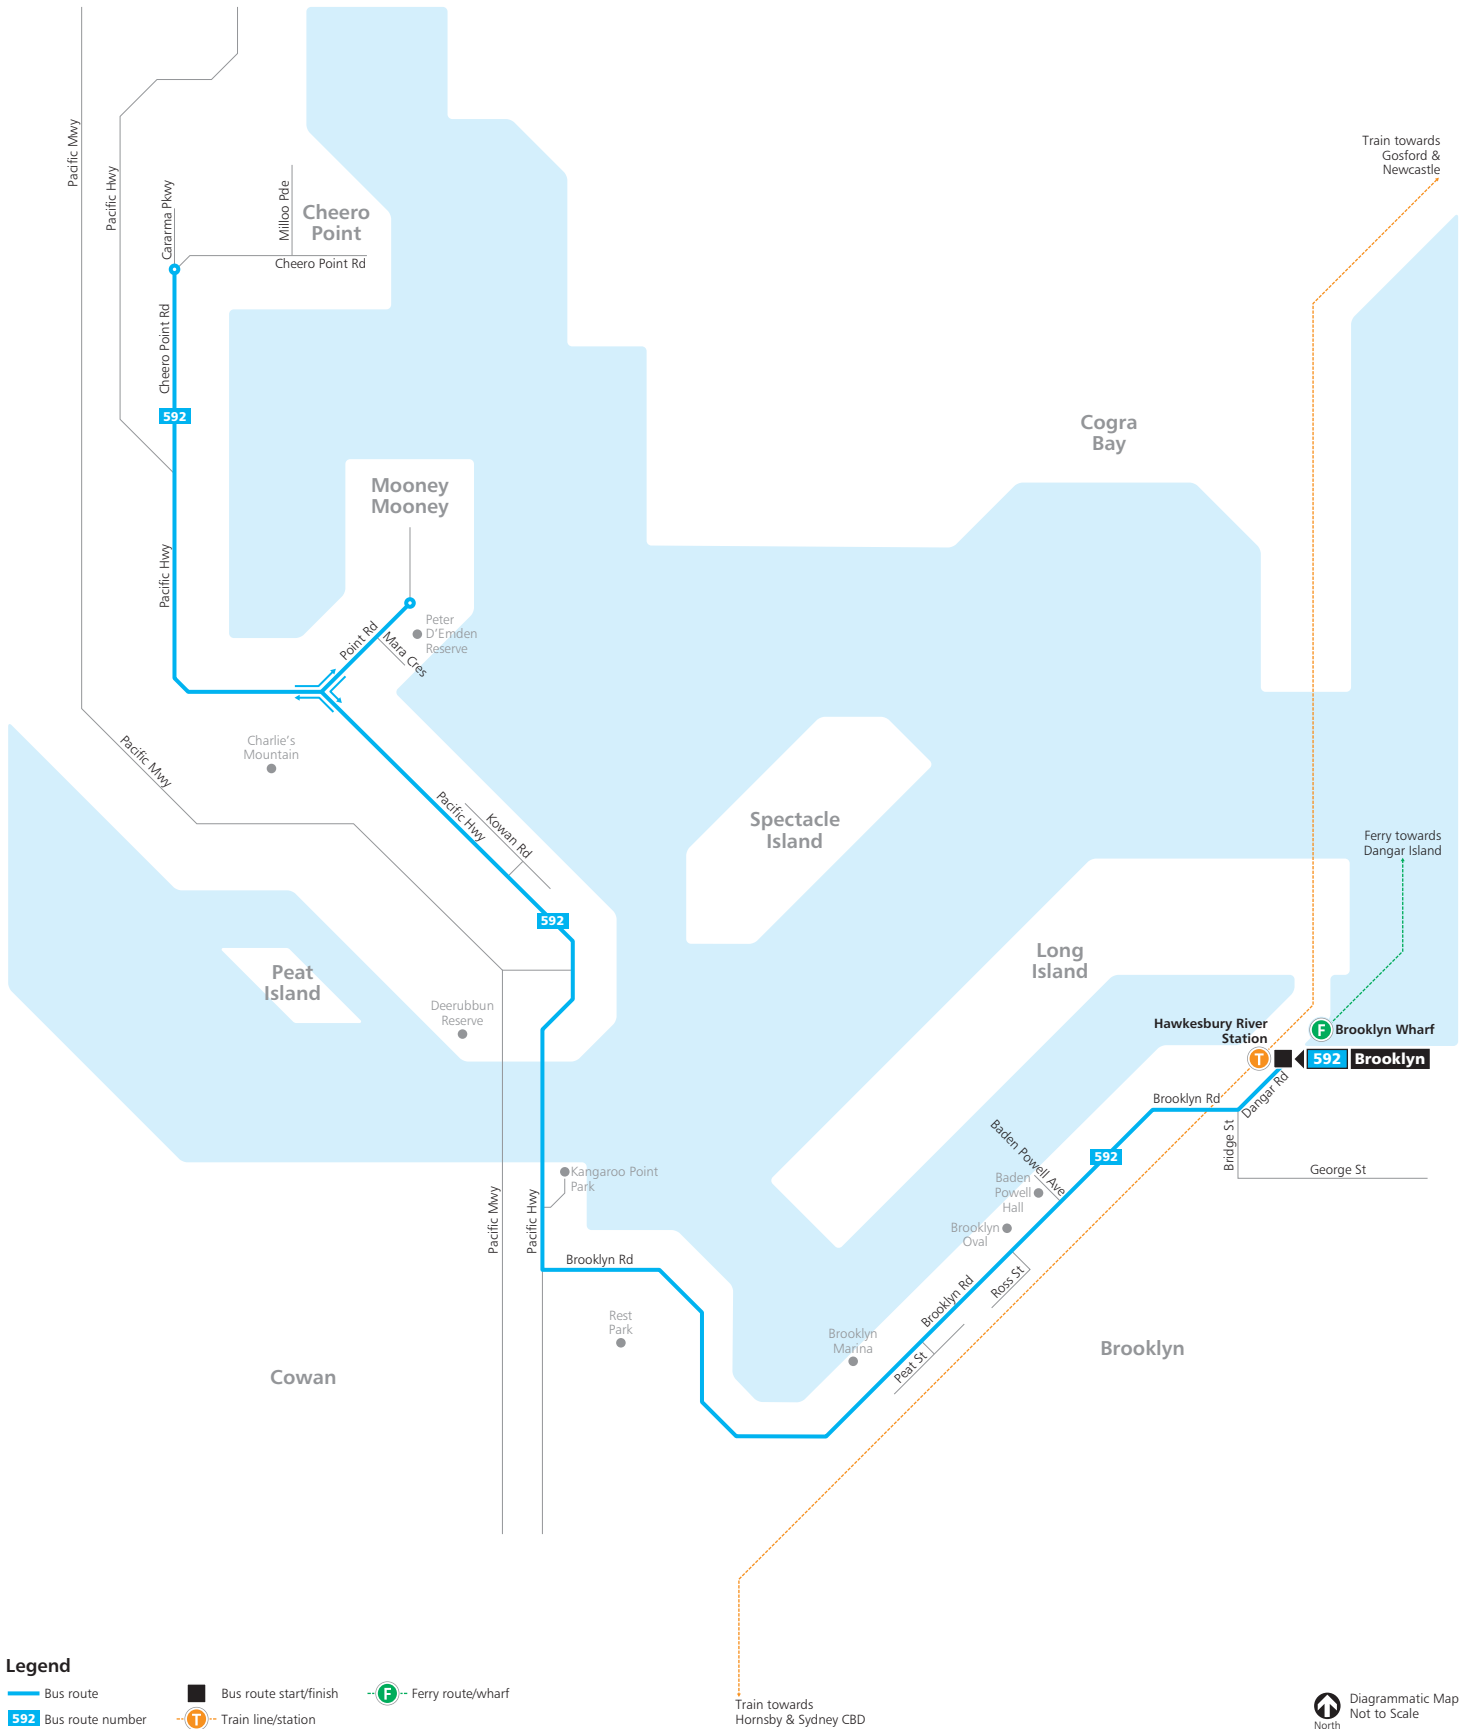 Train towards
Gosford &
Newcastle
Pacific Mwy
Pacific Hwy
Cararma Pkwy
Milloo Pde
Cheero
Point
Cheero Point Rd
Cheero Point Rd
592
Cogra
Bay
Mooney
Mooney
Pacific Hwy
Point Rd
Mara Cres
Peter
D'Emden
Reserve
Charlie's
Mountain
Pacific Mwy
Pacific Hwy
Kowan Rd
Spectacle
Island
Ferry towards
Dangar Island
592
Peat
Island
Long
Island
Deerubbun
Reserve
Hawkesbury River
Station
T
F
Brooklyn Wharf
592
Brooklyn
Dangar Rd
Brooklyn Rd
Bridge St
George St
592
Baden Powell Ave
Baden
Powell
Hall
Brooklyn
Oval
Kangaroo Point
Park
Pacific Mwy
Pacific Hwy
Brooklyn Rd
Ross St
Brooklyn Rd
Rest
Park
Brooklyn
Marina
Peat St
Brooklyn
Cowan
Legend
Bus route
592 Bus route number
Bus route start/finish
T Train line/station
F Ferry route/wharf
Train towards
Hornsby & Sydney CBD
North
Diagrammatic Map
Not to Scale